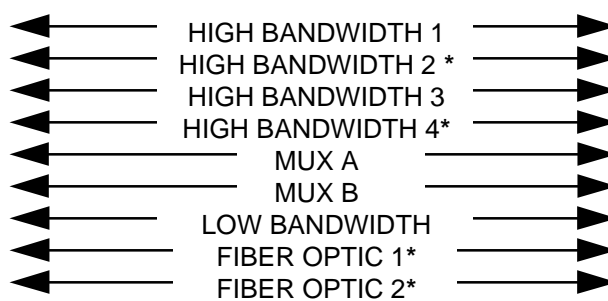 HIGH BANDWIDTH 1
HIGH BANDWIDTH 2 *
HIGH BANDWIDTH 3
HIGH BANDWIDTH 4*
MUX A
MUX B
LOW BANDWIDTH
FIBER OPTIC 1*
FIBER OPTIC 2*